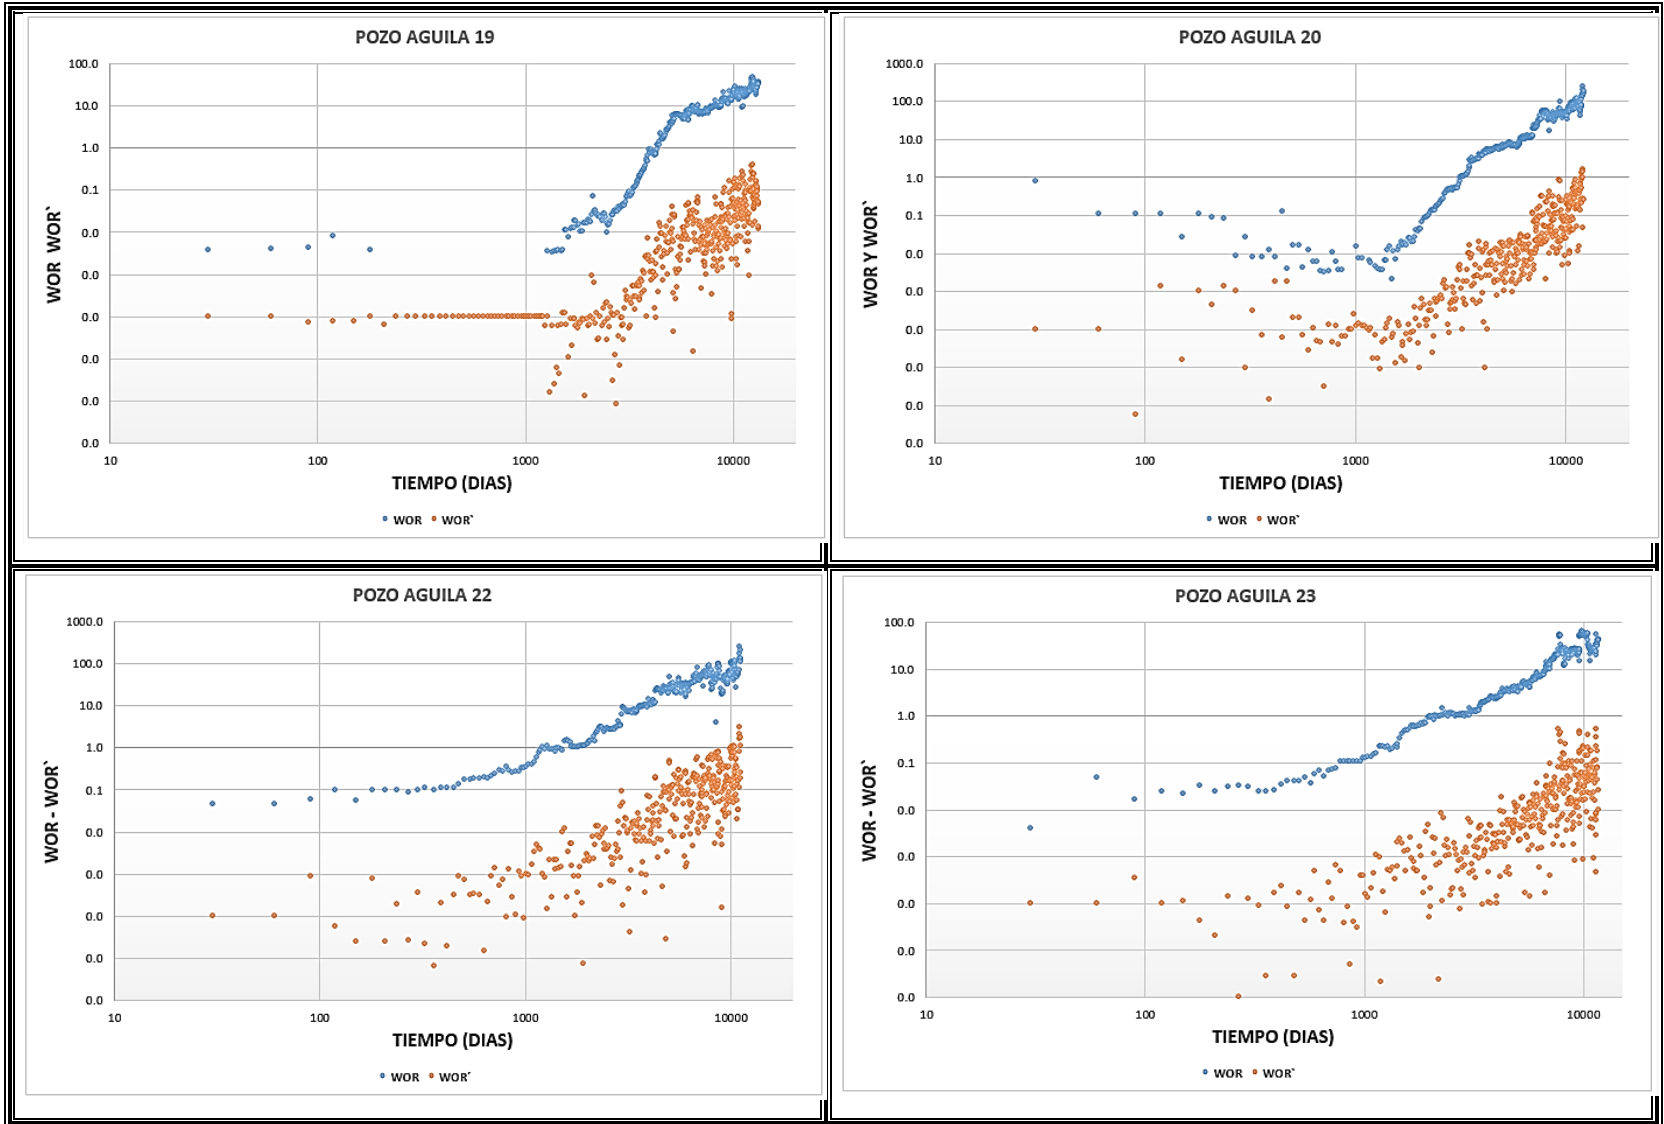 POZO AGUILA 19
100.0
10.0
1.0
0.1
0.0
0.0
0.0
0.0
0.0
0.0
WOR WOR`
10 100 1000 10000
TIEMPO (DIAS)
WOR WOR`
POZO AGUILA 20
1000.0
100.0
10.0
1.0
0.1
0.0
0.0
0.0
0.0
0.0
0.0
WOR Y WOR`
10 100 1000 10000
TIEMPO (DIAS)
WOR WOR`
POZO AGUILA 22
1000.0
100.0
10.0
1.0
0.1
0.0
0.0
0.0
0.0
0.0
WOR - WOR`
10 100 1000 10000
TIEMPO (DIAS)
WOR WOR´
POZO AGUILA 23
100.0
10.0
1.0
0.1
0.0
0.0
0.0
0.0
0.0
WOR - WOR`
10 100 1000 10000
TIEMPO (DIAS)
WOR WOR`